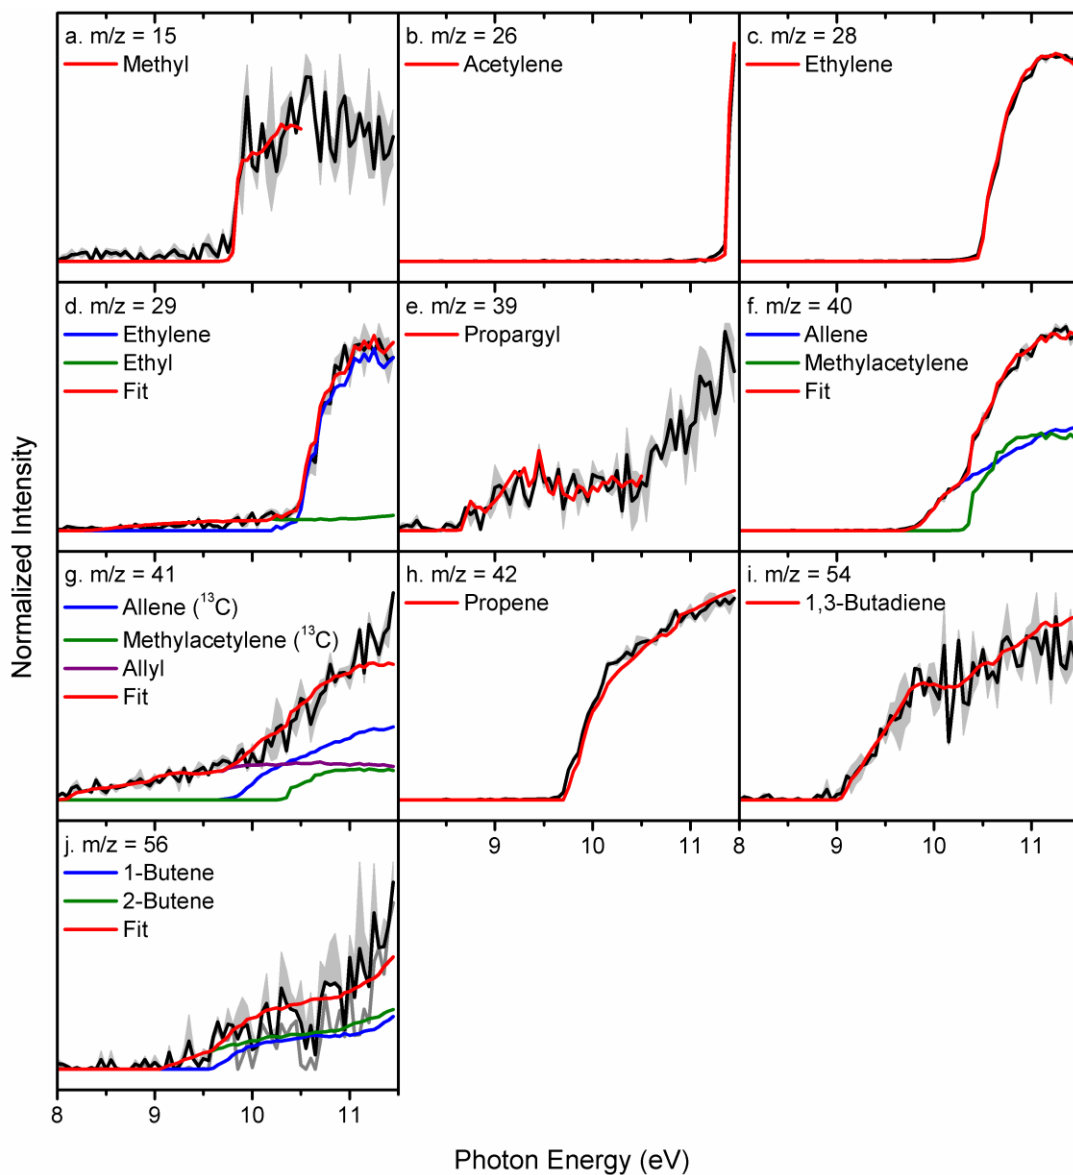 a. m/z = 15
Methyl
b. m/z = 26
Acetylene
c. m/z = 28
Ethylene
d. m/z = 29
Ethylene
Ethyl
Fit
e. m/z = 39
Propargyl
f. m/z = 40
Allene
Methylacetylene
Fit
g. m/z = 41
Allene (¹³C)
Methylacetylene (¹³C)
Allyl
Fit
h. m/z = 42
Propene
i. m/z = 54
1,3-Butadiene
9 10 11 8 9 10 11
j. m/z = 56
1-Butene
2-Butene
Fit
8 9 10 11
Normalized Intensity
Photon Energy (eV)